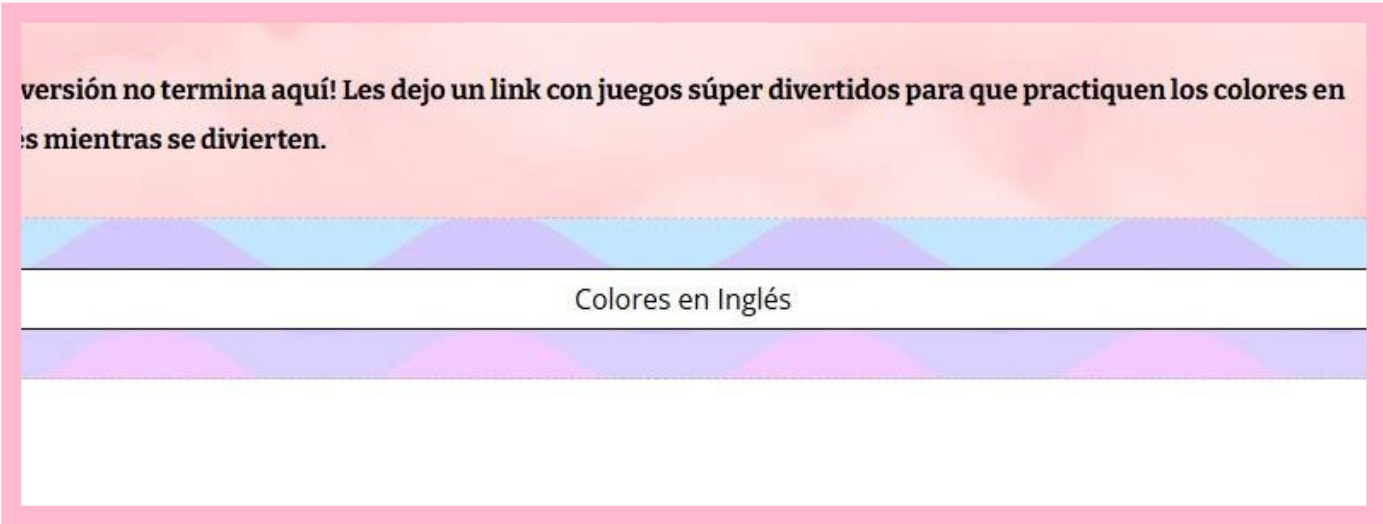 versión no termina aquí! Les dejo un link con juegos súper divertidos para que practiquen los colores en
és mientras se divierten.
Colores en Inglés